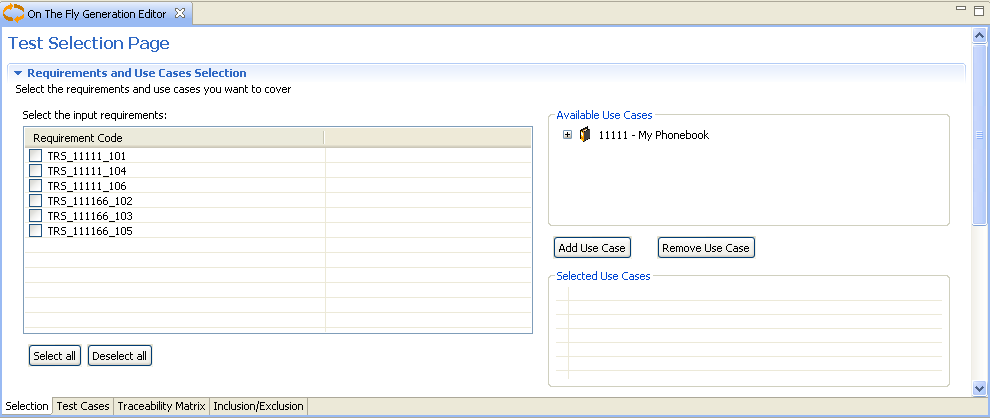 On The Fly Generation Editor
Test Selection Page
Requirements and Use Cases Selection
Select the requirements and use cases you want to cover
Select the input requirements:
Requirement Code
TRS_11111_101
TRS_11111_104
TRS_11111_106
TRS_111166_102
TRS_111166_103
TRS_111166_105
Select all Deselect all
Available Use Cases
11111 - My Phonebook
Add Use Case Remove Use Case
Selected Use Cases
Selection Test Cases Traceability Matrix Inclusion/Exclusion